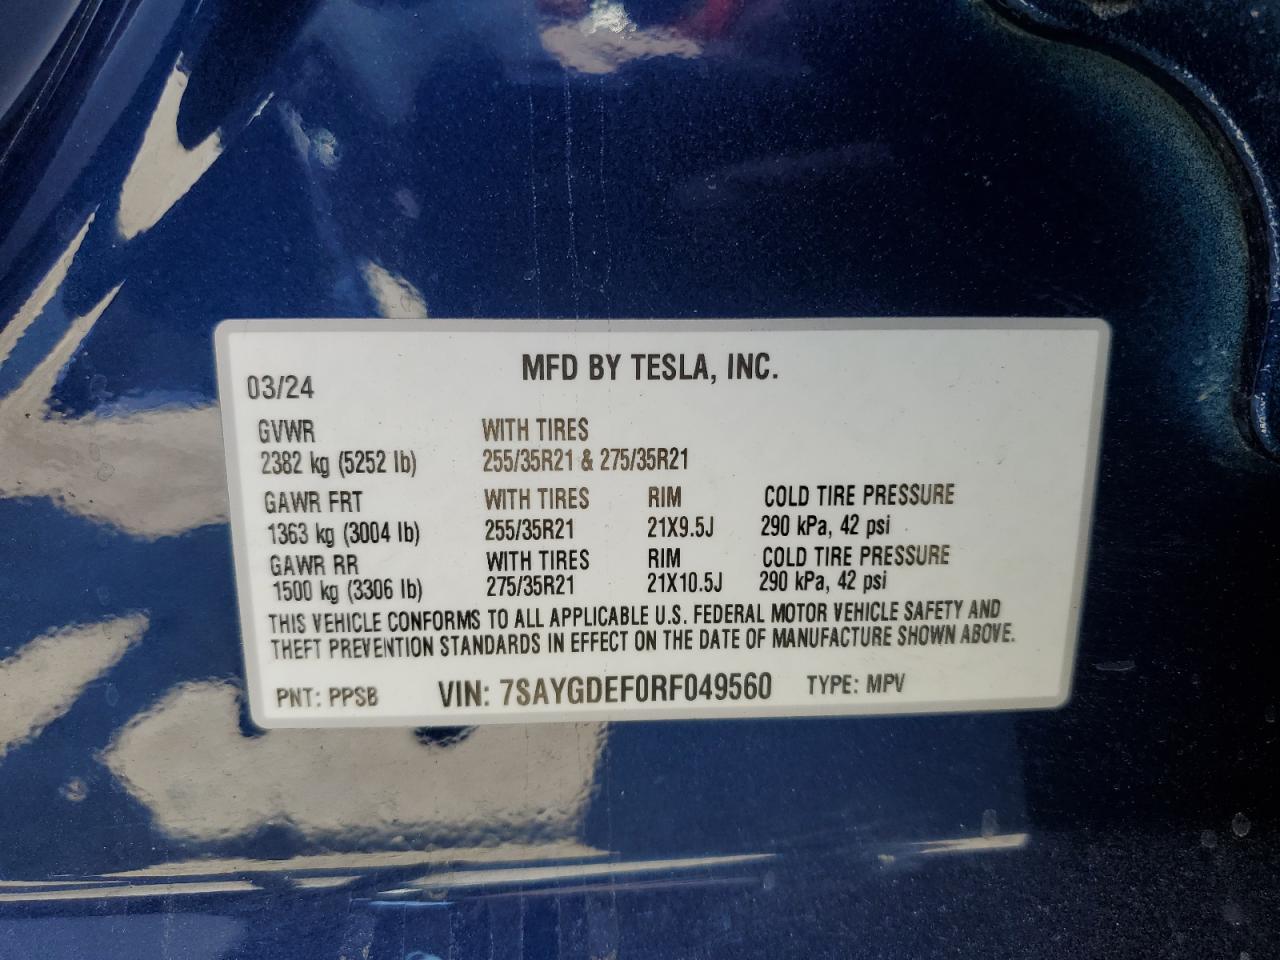 MFD BY TESLA, INC.
03/24
GVWR WITH TIRES
2382 kg (5252 lb) 255/35R21 & 275/35R21
GAWR FRT WITH TIRES RIM COLD TIRE PRESSURE
1363 kg (3004 lb) 255/35R21 21X9.5J 290 kPa, 42 psi
GAWR RR WITH TIRES RIM COLD TIRE PRESSURE
1500 kg (3306 lb) 275/35R21 21X10.5J 290 kPa, 42 psi
THIS VEHICLE CONFORMS TO ALL APPLICABLE U.S. FEDERAL MOTOR VEHICLE SAFETY AND
THEFT PREVENTION STANDARDS IN EFFECT ON THE DATE OF MANUFACTURE SHOWN ABOVE.
PNT: PPSB VIN: 7SAYGDEF0RF049560 TYPE: MPV